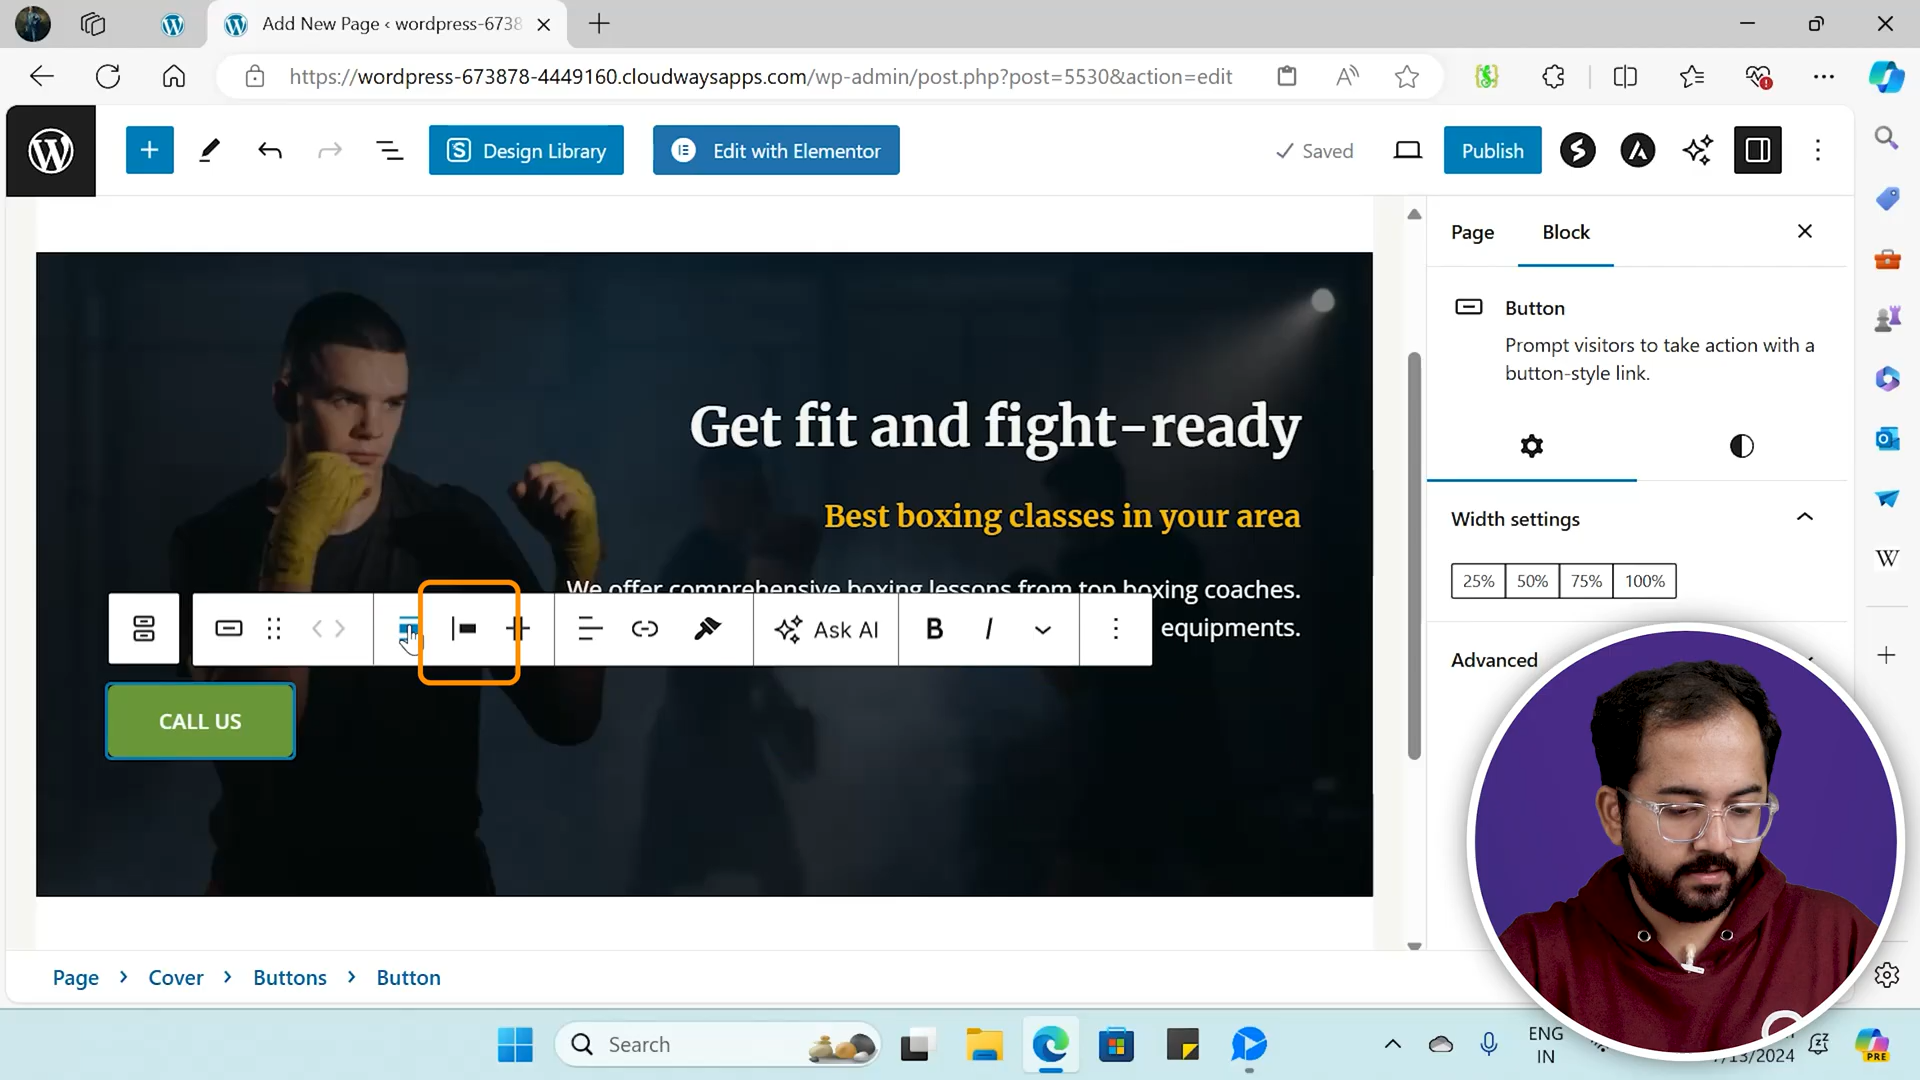 Add New Page ‹ wordpress-6738
https://wordpress-673878-4449160.cloudwaysapps.com/wp-admin/post.php?post=5530&action=edit
Design Library
Edit with Elementor
Saved
Publish
Page
Block
Button
Prompt visitors to take action with a
button-style link.
Width settings
25% 50% 75% 100%
Advanced
Get fit and fight-ready
Best boxing classes in your area
We offer comprehensive boxing lessons from top boxing coaches.
equipments.
Ask AI
B I
CALL US
W
Page > Cover > Buttons > Button
Search
ENG
IN
/13/2024
PRE